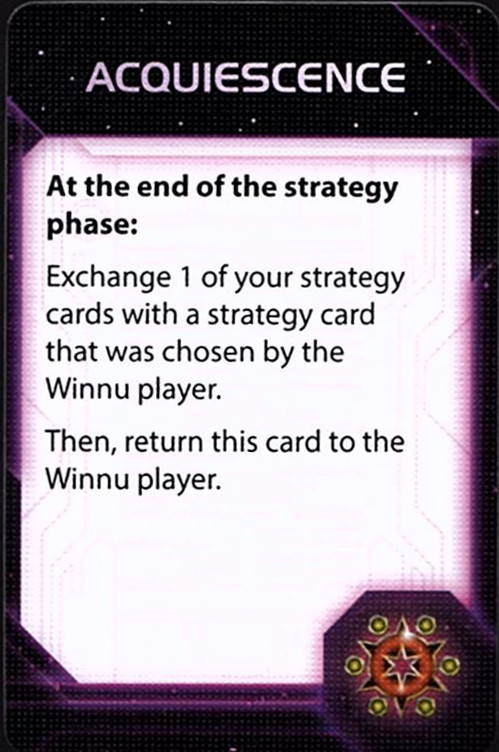 ACQUIESCENCE
At the end of the strategy
phase:
Exchange 1 of your strategy
cards with a strategy card
that was chosen by the
Winnu player.
Then, return this card to the
Winnu player.